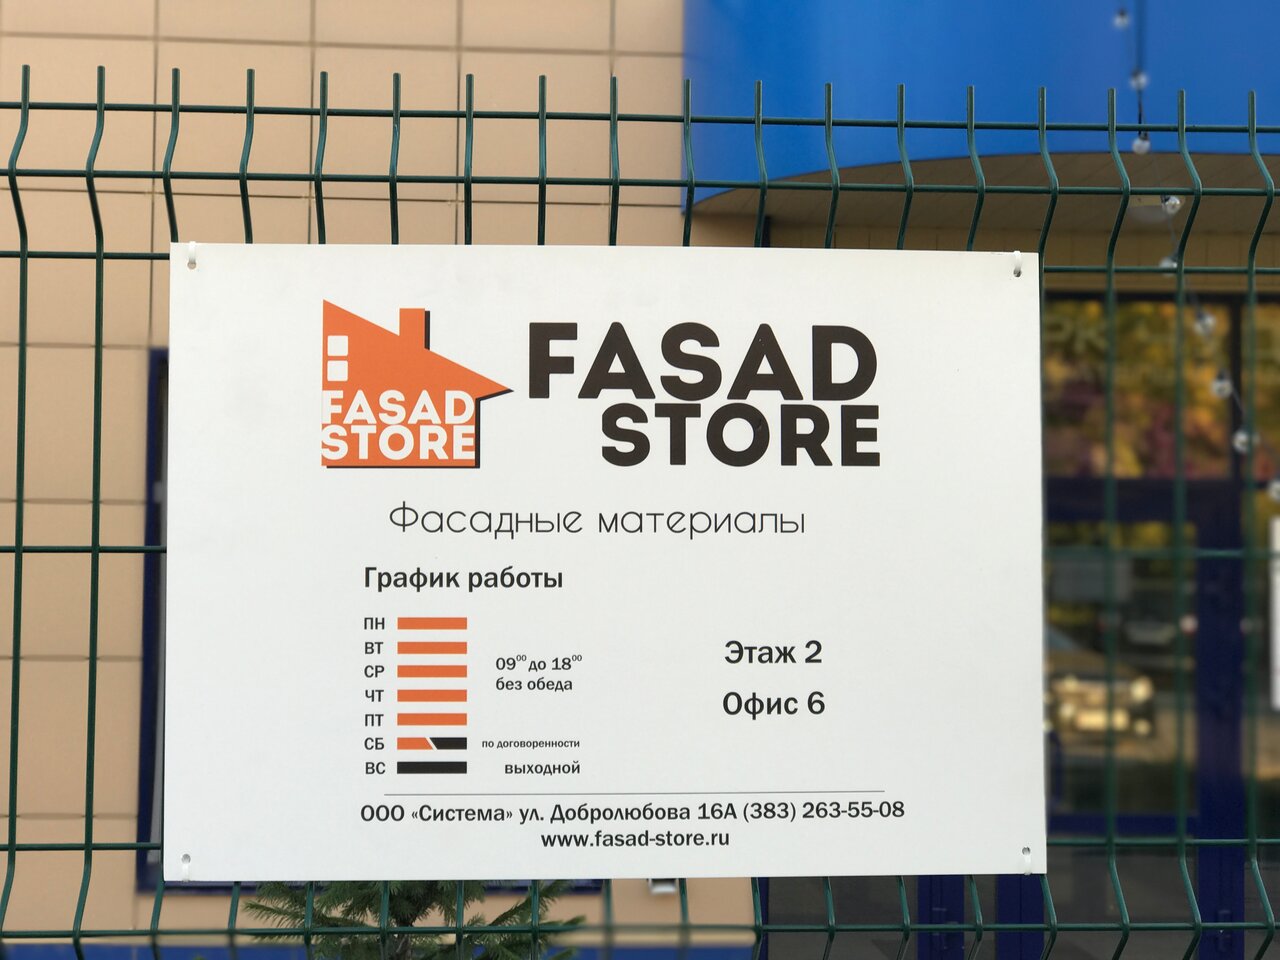 FASAD
STORE
FASAD
STORE
Фасадные материалы
График работы
ПН
ВТ
СР
ЧТ
ПТ
СБ
ВС
09⁰⁰ до 18⁰⁰
без обеда
по договоренности
выходной
Этаж 2
Офис 6
ООО «Система» ул. Добролюбова 16А (383) 263-55-08
www.fasad-store.ru